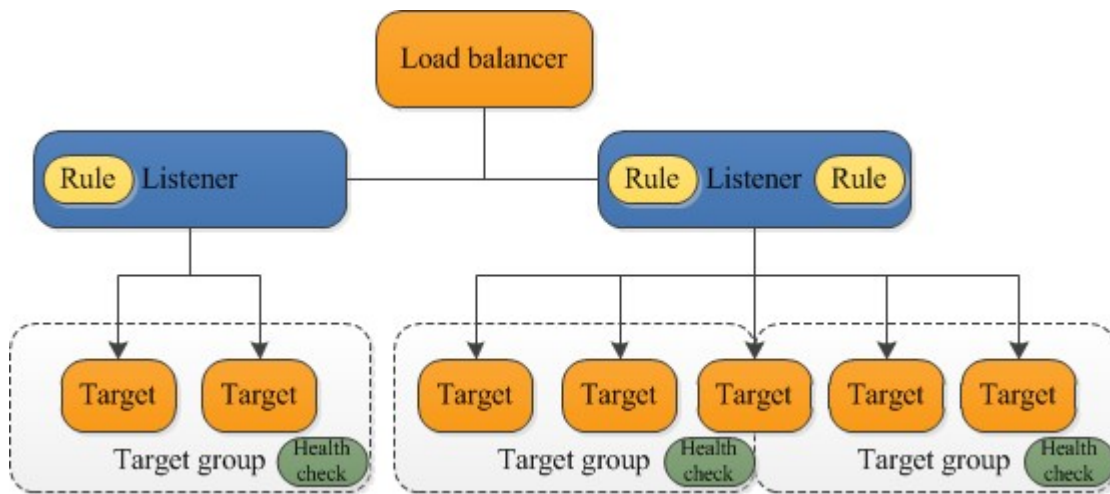 Load balancer
Rule Listener
Rule Listener Rule
Target Target
Target group
Health
check
Target Target Target Target Target
Target group
Health
check
Target group
Health
check